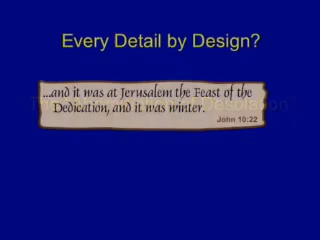 Every Detail by Design?
...and it was at Jerusalem the Feast of the
Dedication, and it was winter.
John 10:22